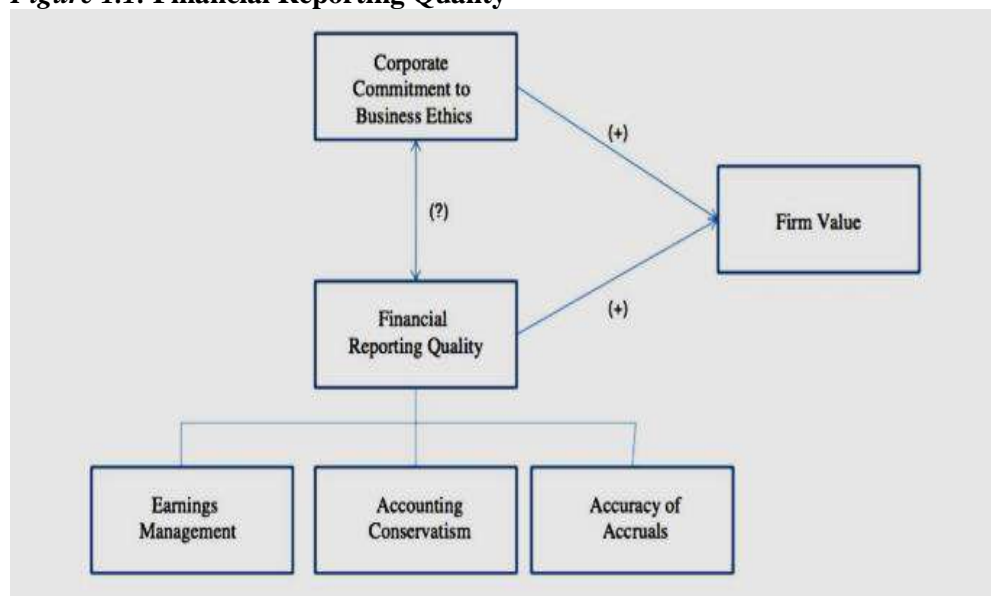 Figure 1.1: Financial Reporting Quality
Corporate
Commitment to
Business Ethics
(+)
Firm Value
(?)
Financial
Reporting Quality
(+)
Earnings
Management
Accounting
Conservatism
Accuracy of
Accruals